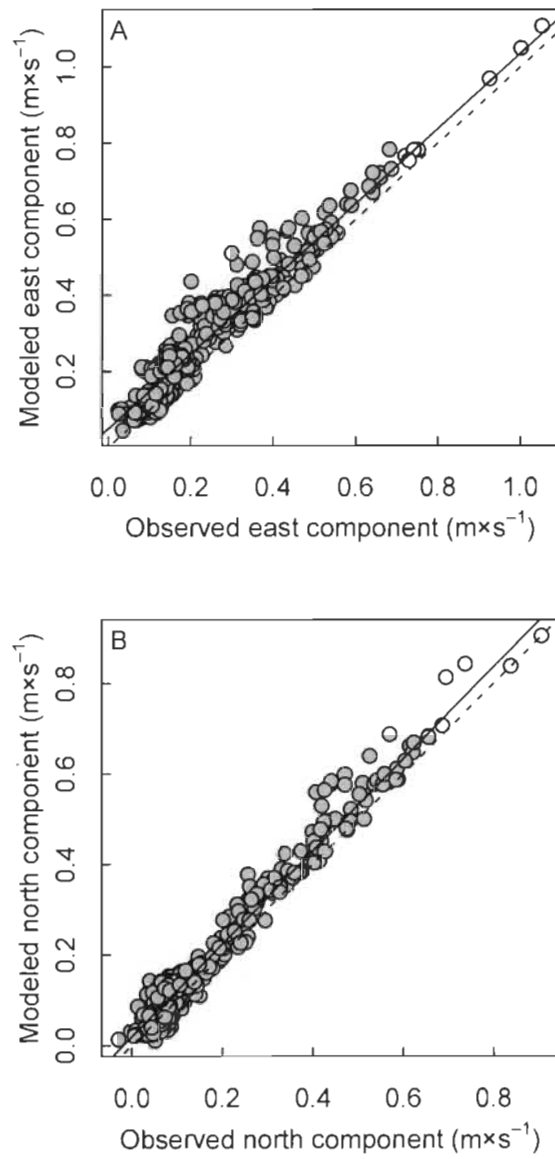 A
Modeled east component (m×s⁻¹)
1.0
0.8
0.6
0.4
0.2
0.0 0.2 0.4 0.6 0.8 1.0
Observed east component (m×s⁻¹)
B
Modeled north component (m×s⁻¹)
0.8
0.6
0.4
0.2
0.0
0.0 0.2 0.4 0.6 0.8
Observed north component (m×s⁻¹)